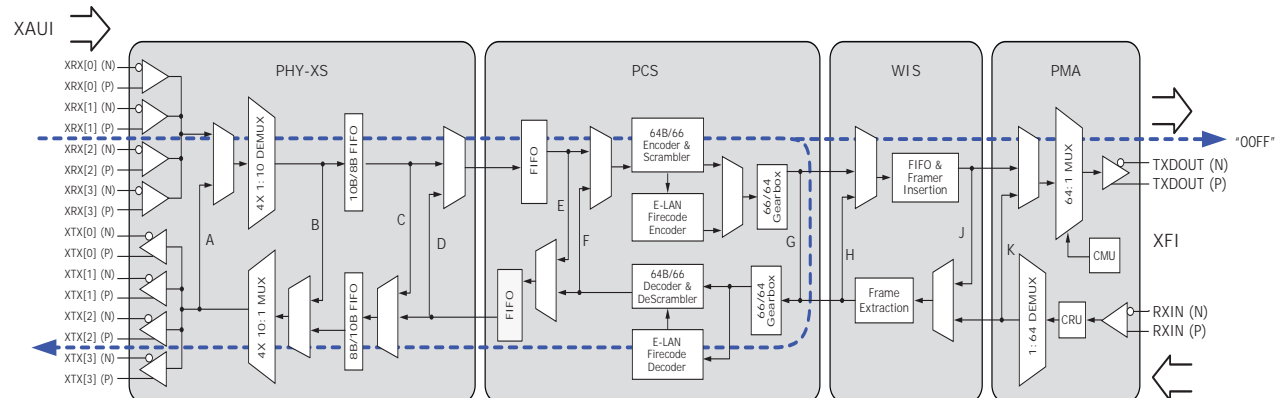 XAUI
PHY-XS
PCS
WIS
PMA
XRX[0] (N)
XRX[0] (P)
XRX[1] (N)
XRX[1] (P)
XRX[2] (N)
XRX[2] (P)
XRX[3] (N)
XRX[3] (P)
XTX[0] (N)
XTX[0] (P)
XTX[1] (N)
XTX[1] (P)
XTX[2] (N)
XTX[2] (P)
XTX[3] (N)
XTX[3] (P)
A
4X 1:10 DEMUX
4X 10:1 MUX
B
10B/8B FIFO
8B/10B FIFO
C
D
FIFO
FIFO
E
F
64B/66
Encoder &
Scrambler
E-LAN
Firecode
Encoder
64B/66
Decoder &
DeScrambler
E-LAN
Firecode
Decoder
66/64
Gearbox
66/64
Gearbox
G
H
FIFO &
Framer
Insertion
Frame
Extraction
J
K
64:1 MUX
1:64 DEMUX
CMU
CRU
"00FF"
TXDOUT (N)
TXDOUT (P)
XFI
RXIN (N)
RXIN (P)